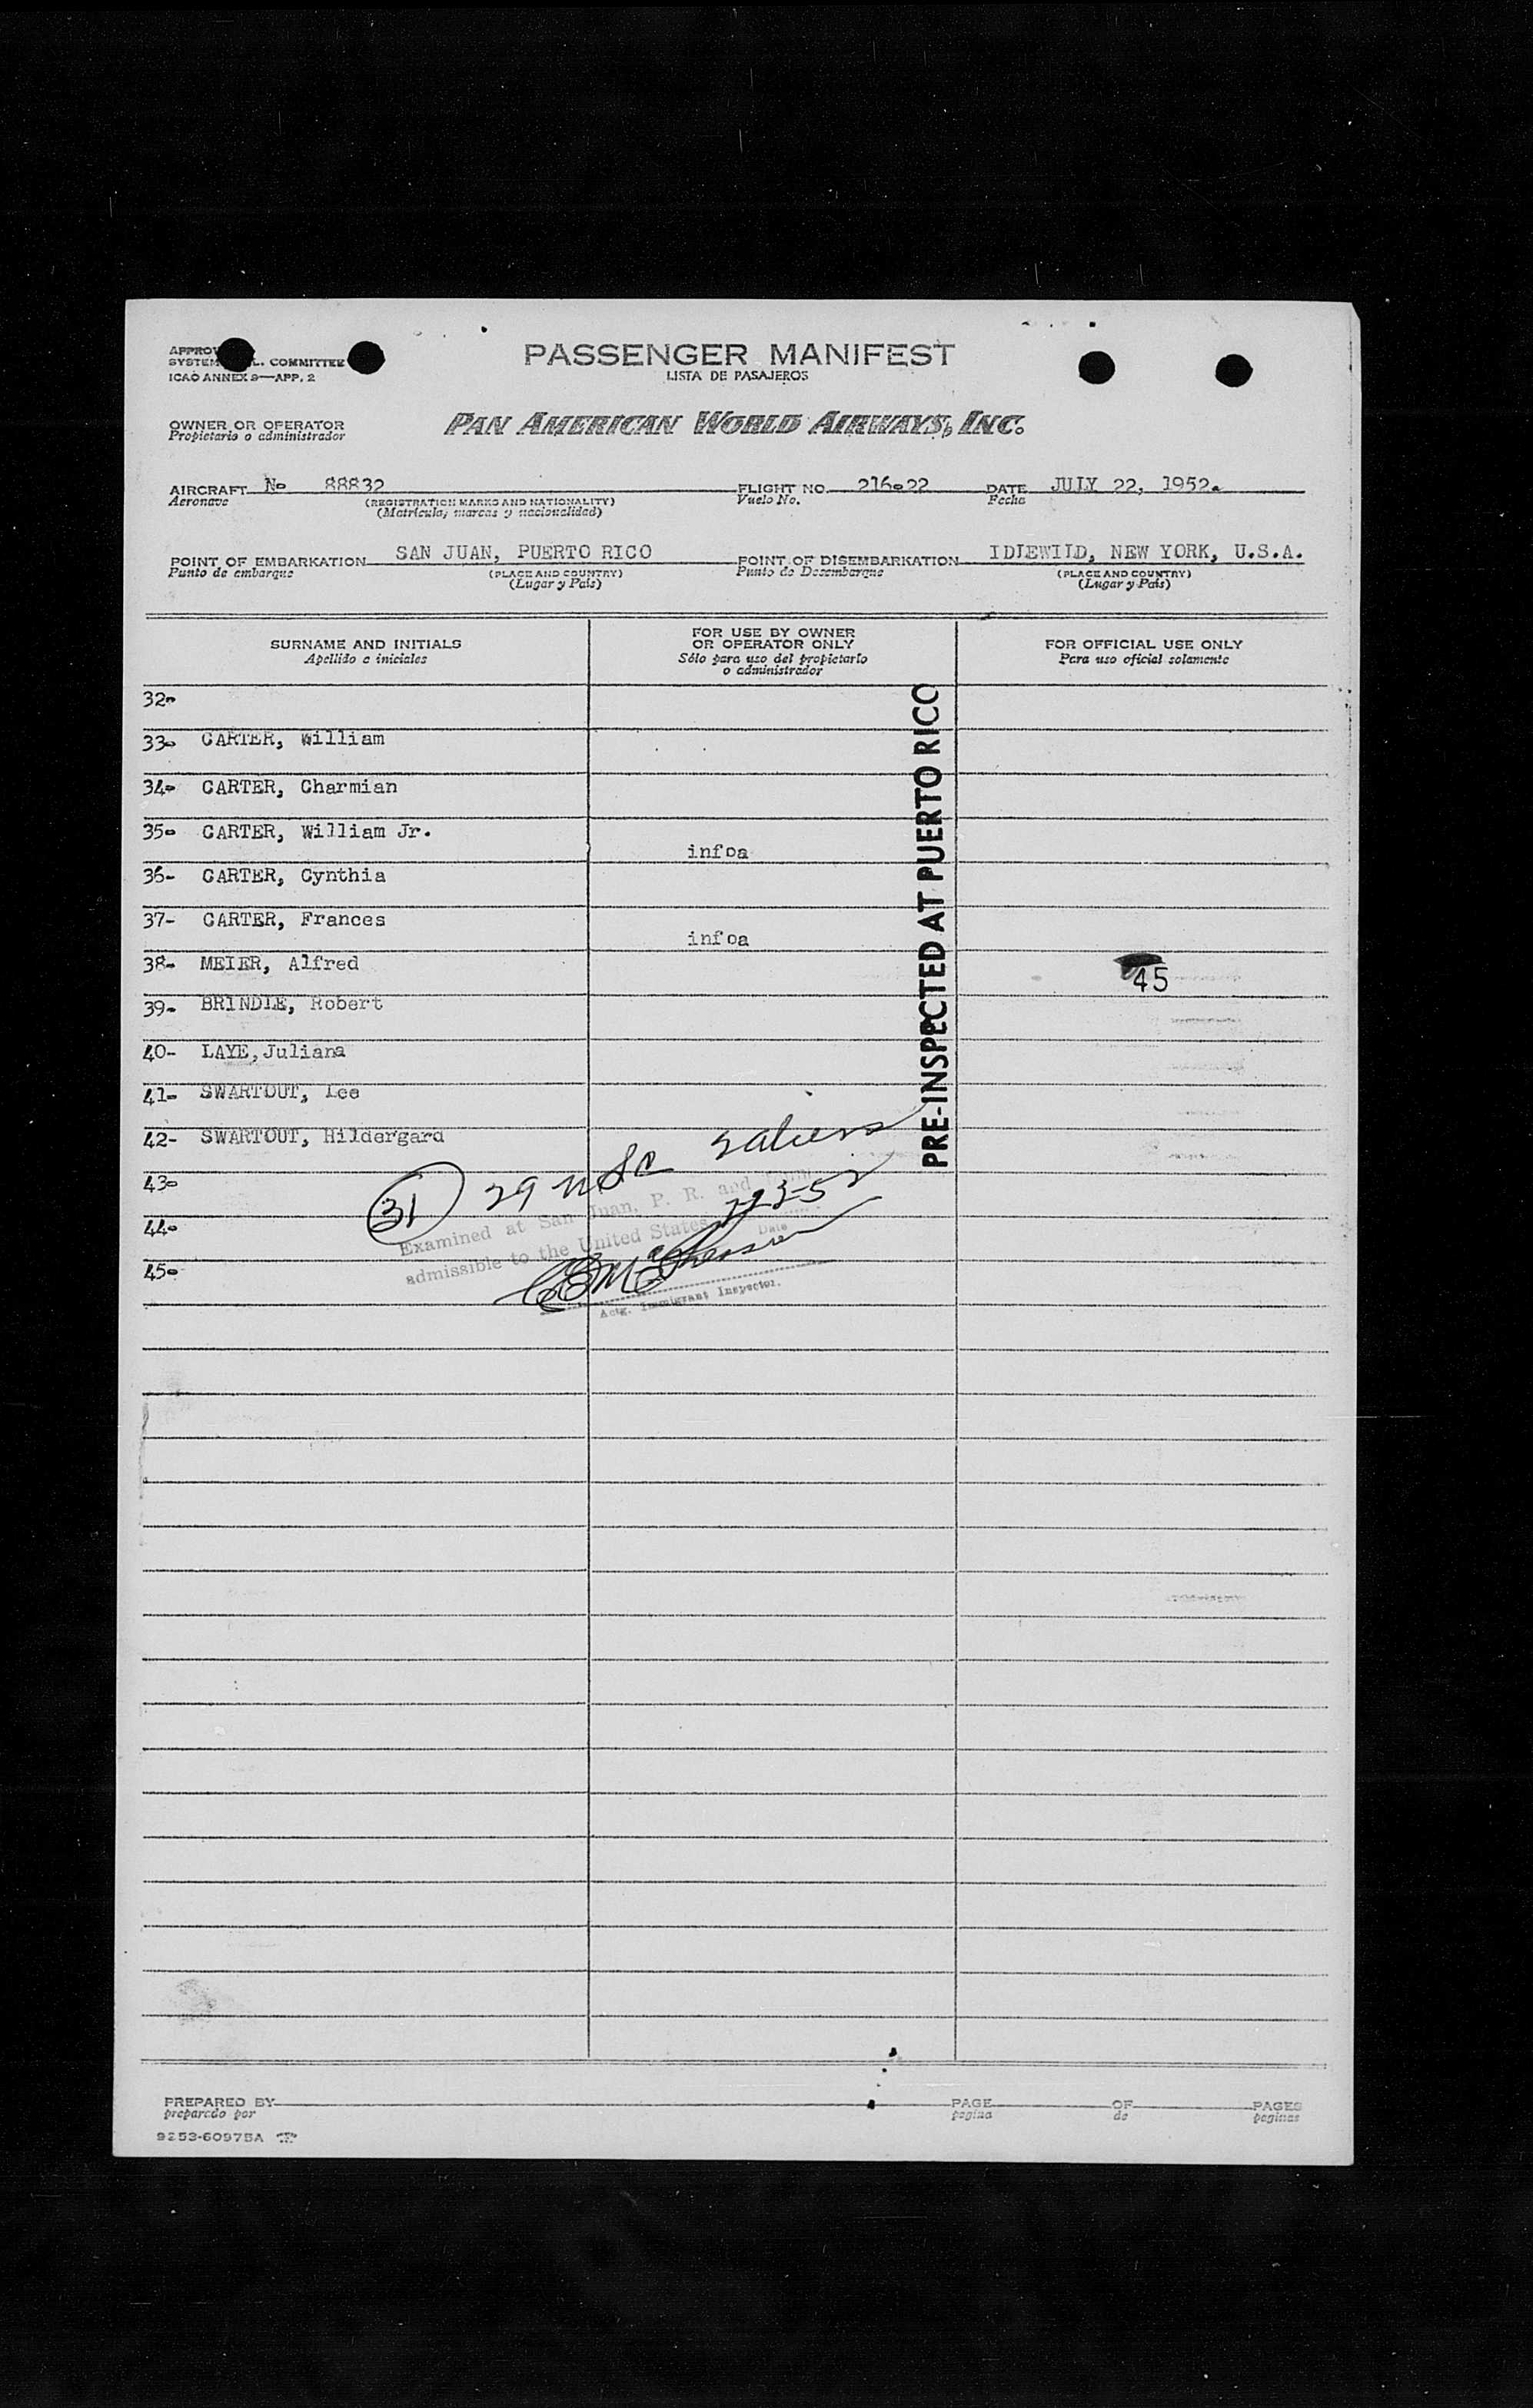 PASSENGER MANIFEST
LISTA DE PASAJEROS
APPROV
SYSTEM L. COMMITTEE
ICAO ANNEX 9—APP. 2
OWNER OR OPERATOR
Propietario o administrador
PAN AMERICAN WORLD AIRWAYS, INC.
AIRCRAFT No 88832 FLIGHT NO. 216-22 DATE JULY 22, 1952.
Aeronave (REGISTRATION MARKS AND NATIONALITY) Vuelo No. Fecha
(Matrícula, marcas y nacionalidad)
POINT OF EMBARKATION SAN JUAN, PUERTO RICO POINT OF DISEMBARKATION IDLEWILD, NEW YORK, U.S.A.
Punto de embarque (PLACE AND COUNTRY) Punto de Desembarque (PLACE AND COUNTRY)
(Lugar y País) (Lugar y País)
SURNAME AND INITIALS
Apellido e iniciales
FOR USE BY OWNER
OR OPERATOR ONLY
Sólo para uso del propietario
o administrador
FOR OFFICIAL USE ONLY
Para uso oficial solamente
32-
33- CARTER, William
34- CARTER, Charmian
35- CARTER, William Jr.
infoa
36- CARTER, Cynthia
37- CARTER, Frances
infoa
38- MEIER, Alfred
45
39- BRINDLE, Robert
40- LAYE, Juliana
41- SWARTOUT, Lee
42- SWARTOUT, Hildergard
43-
44-
45-
PRE-INSPECTED AT PUERTO RICO
31 29
Examined at San Juan, P. R. and
admissible to the United States
Date
Actg. Immigrant Inspector.
PREPARED BY PAGE OF PAGES
preparado por pagina de paginas
9253-60975A